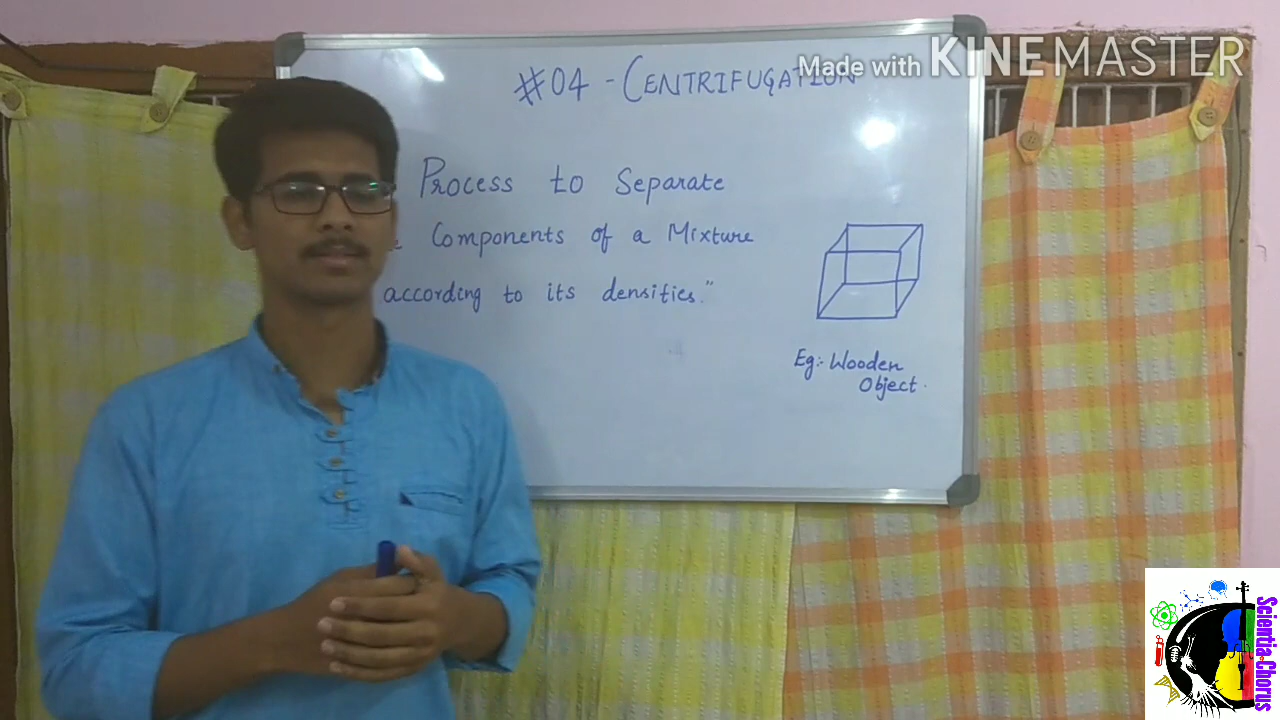 Made with KINEMASTER
#04 - CENTRIFUGATION
Process to Separate
Components of a Mixture
according to its densities."
Eg:- Wooden
Object.
Scientia-Chorus